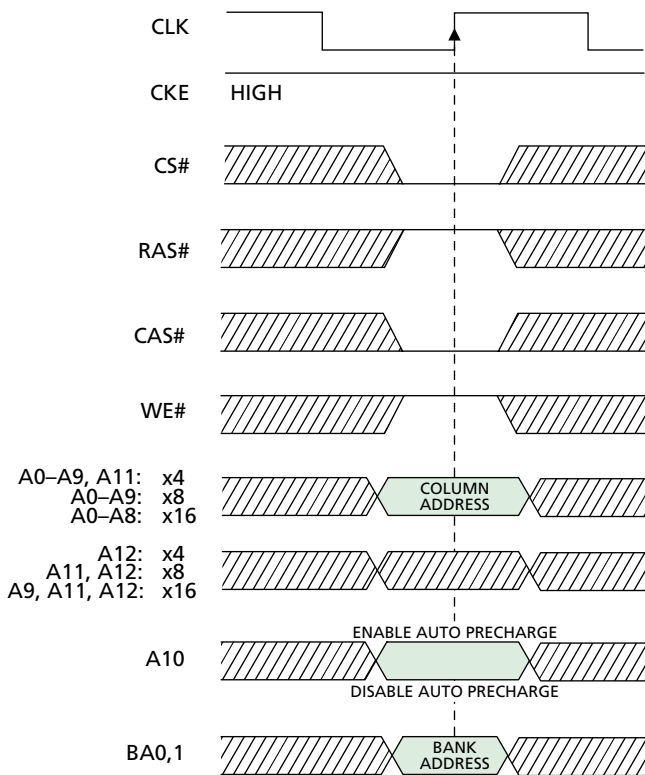 CLK
CKE HIGH
CS#
RAS#
CAS#
WE#
A0–A9, A11: x4
A0–A9: x8
A0–A8: x16
COLUMN
ADDRESS
A12: x4
A11, A12: x8
A9, A11, A12: x16
ENABLE AUTO PRECHARGE
A10
DISABLE AUTO PRECHARGE
BA0,1
BANK
ADDRESS